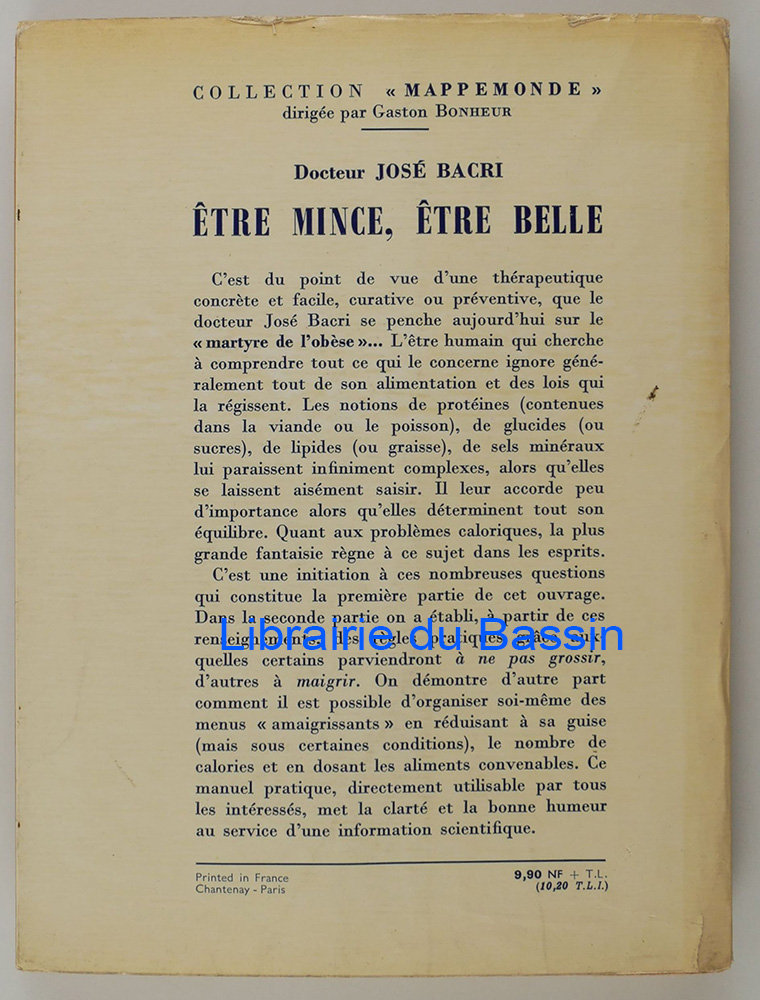 COLLECTION « MAPPEMONDE »
dirigée par Gaston BONHEUR
Docteur JOSÉ BACRI
ÊTRE MINCE, ÊTRE BELLE
C'est du point de vue d'une thérapeutique
concrète et facile, curative ou préventive, que le
docteur José Bacri se penche aujourd'hui sur le
« martyre de l'obèse »... L'être humain qui cherche
à comprendre tout ce qui le concerne ignore géné-
ralement tout de son alimentation et des lois qui
la régissent. Les notions de protéines (contenues
dans la viande ou le poisson), de glucides (ou
sucres), de lipides (ou graisse), de sels minéraux
lui paraissent infiniment complexes, alors qu'elles
se laissent aisément saisir. Il leur accorde peu
d'importance alors qu'elles déterminent tout son
équilibre. Quant aux problèmes caloriques, la plus
grande fantaisie règne à ce sujet dans les esprits.
C'est une initiation à ces nombreuses questions
qui constitue la première partie de cet ouvrage.
Dans la seconde partie on a établi, à partir de ces
renseignements, des règles pratiques grâce aux-
Librairie du Bassin
quelles certains parviendront à ne pas grossir,
d'autres à maigrir. On démontre d'autre part
comment il est possible d'organiser soi-même des
menus « amaigrissants » en réduisant à sa guise
(mais sous certaines conditions), le nombre de
calories et en dosant les aliments convenables. Ce
manuel pratique, directement utilisable par tous
les intéressés, met la clarté et la bonne humeur
au service d'une information scientifique.
Printed in France
Chantenay - Paris
9,90 NF + T.L.
(10,20 T.L.I.)